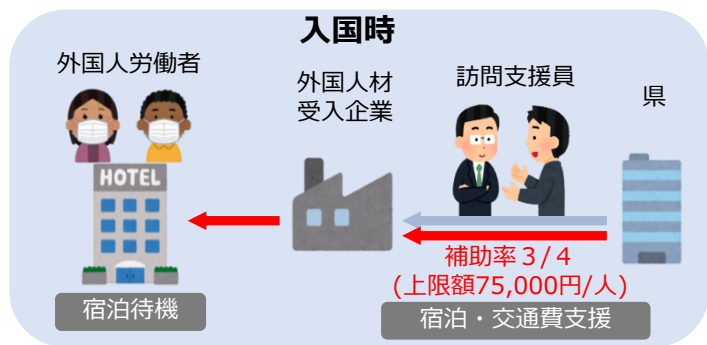 入国時
外国人労働者
外国人材
受入企業
訪問支援員
県
HOTEL
補助率３/４
(上限額75,000円/人)
宿泊待機
宿泊・交通費支援